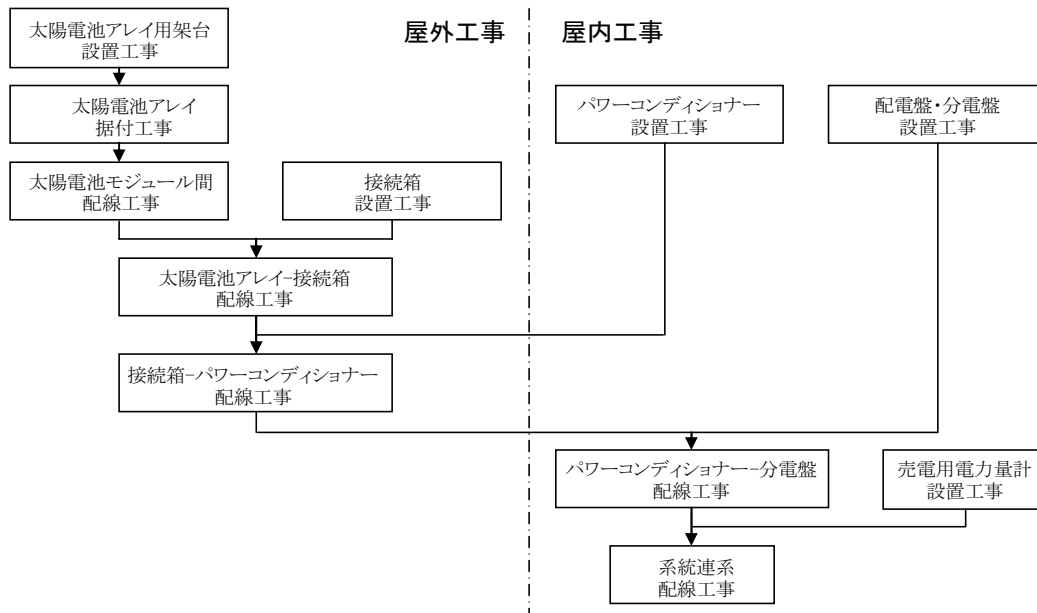 太陽電池アレイ用架台
設置工事
屋外工事
屋内工事
太陽電池アレイ
据付工事
パワーコンディショナー
設置工事
配電盤・分電盤
設置工事
太陽電池モジュール間
配線工事
接続箱
設置工事
太陽電池アレイ-接続箱
配線工事
接続箱-パワーコンディショナー
配線工事
パワーコンディショナー-分電盤
配線工事
売電用電力量計
設置工事
系統連系
配線工事